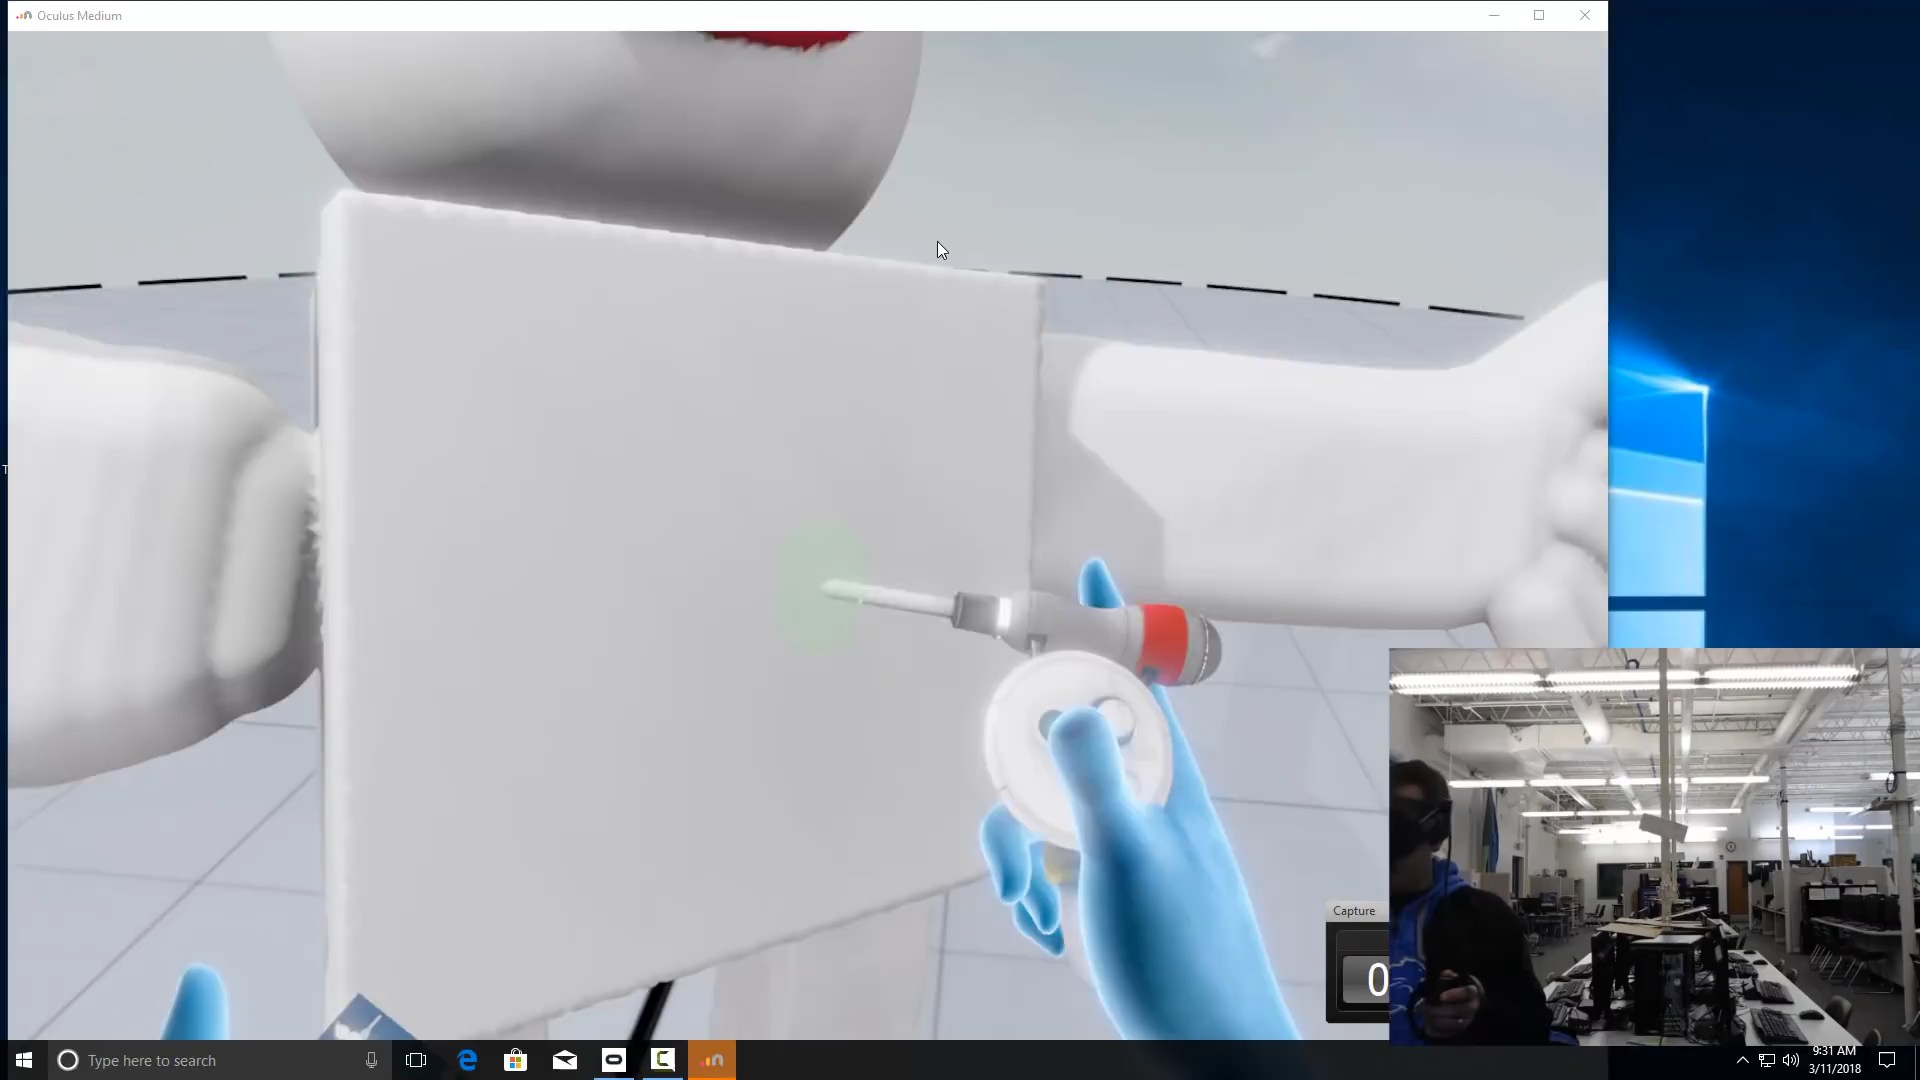 Oculus Medium
T
Capture
0
Type here to search
9:31 AM
3/11/2018